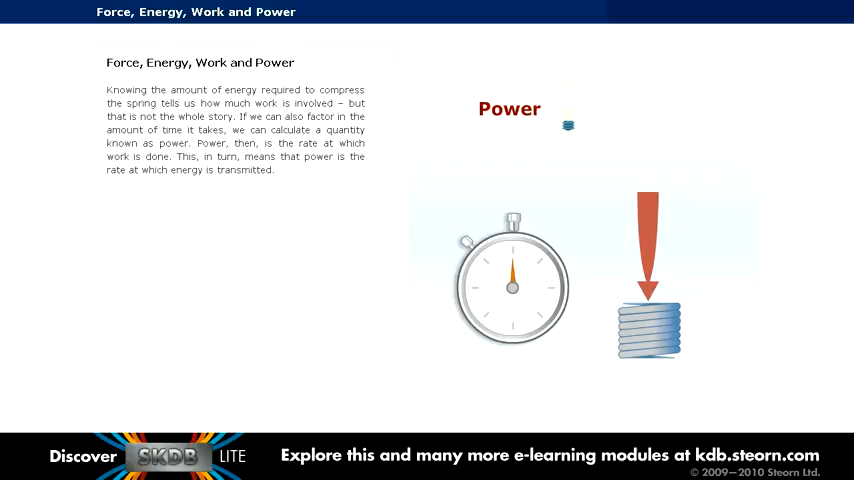 Force, Energy, Work and Power
Force, Energy, Work and Power
Knowing the amount of energy required to compress
the spring tells us how much work is involved – but
that is not the whole story. If we can also factor in the
amount of time it takes, we can calculate a quantity
known as power. Power, then, is the rate at which
work is done. This, in turn, means that power is the
rate at which energy is transmitted.
Power
Discover SKDB LITE
Explore this and many more e-learning modules at kdb.steorn.com
© 2009–2010 Steorn Ltd.